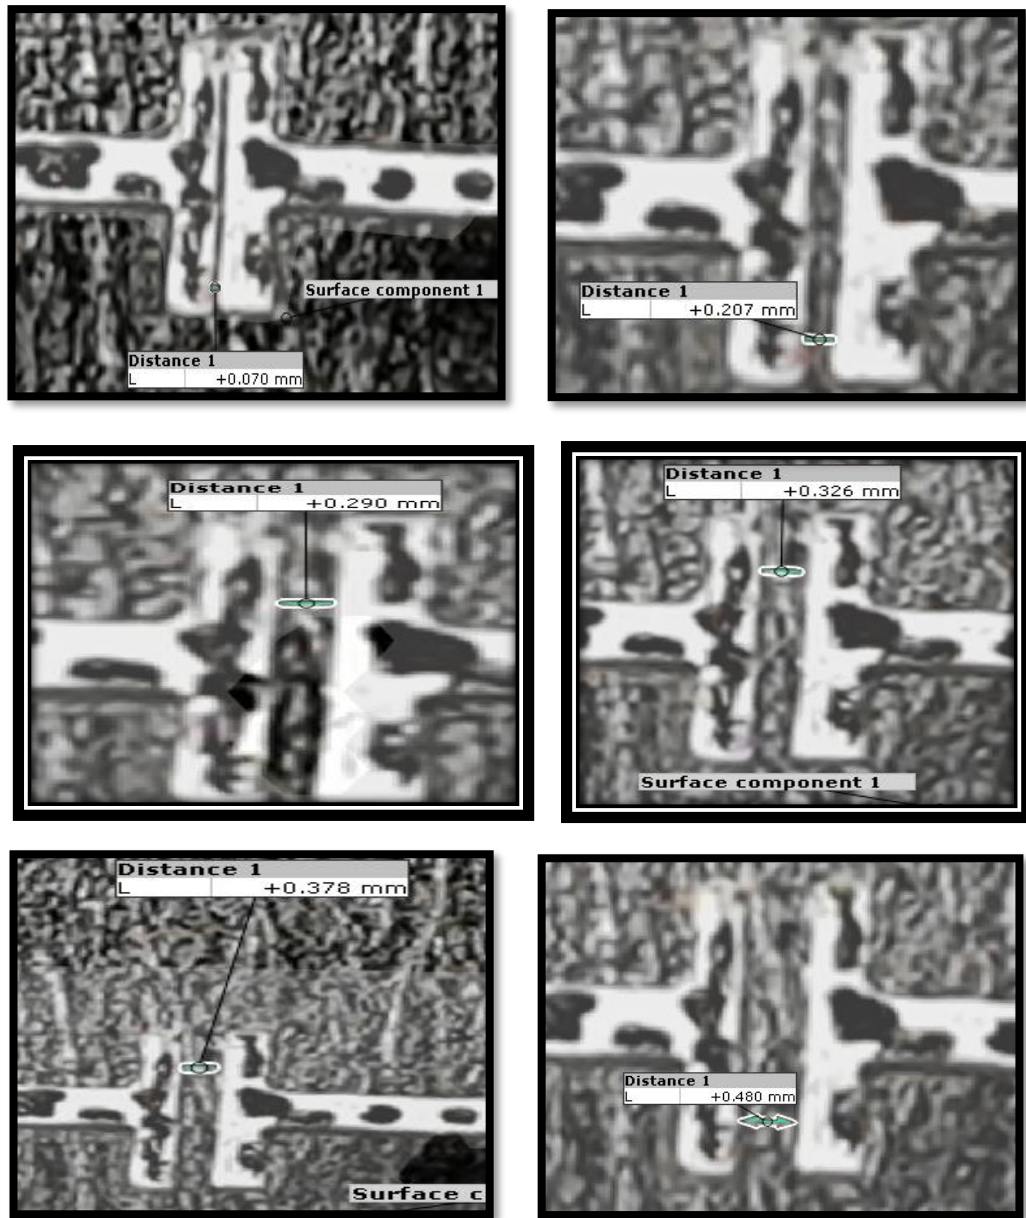 Surface component 1
Distance 1
L +0.070 mm
Distance 1
L +0.207 mm
Distance 1
L +0.290 mm
Distance 1
L +0.326 mm
Surface component 1
Distance 1
L +0.378 mm
Surface c
Distance 1
L +0.480 mm